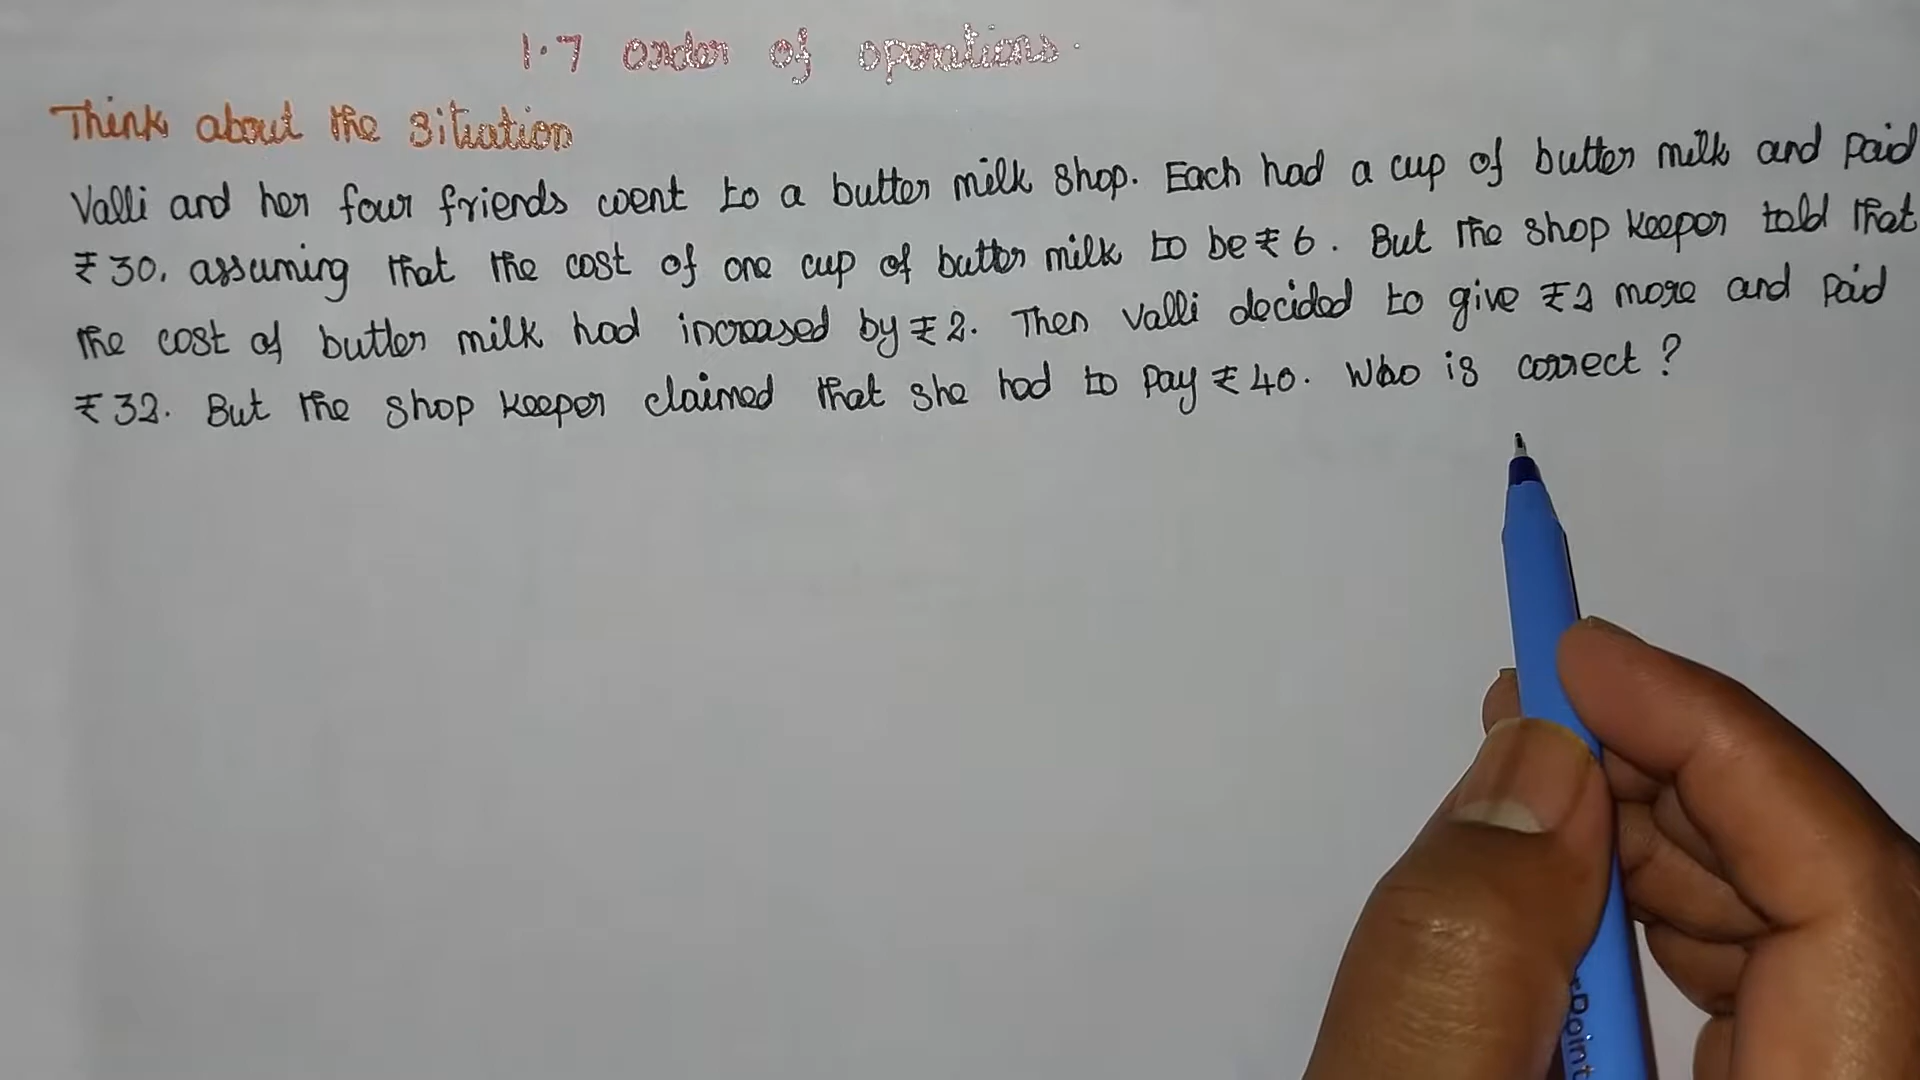 1.7 order of operations.
Think about the situation
Valli and her four friends went to a butter milk shop. Each had a cup of butter milk and paid
₹30, assuming that the cost of one cup of butter milk to be ₹6. But the shop keeper told that
the cost of butter milk had increased by ₹2. Then Valli decided to give ₹2 more and paid
₹32. But the shop keeper claimed that she had to pay ₹40. Who is correct?
Point